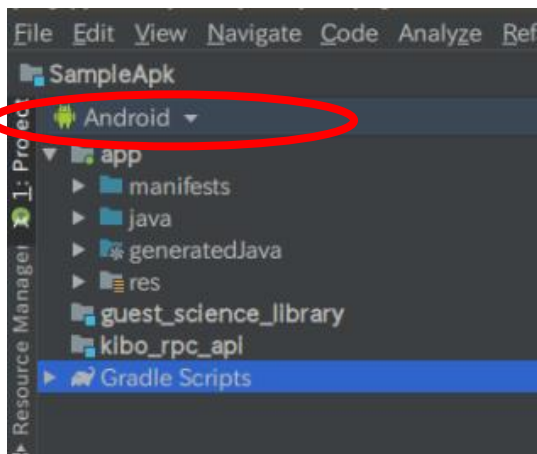 File Edit View Navigate Code Analyze Ref
SampleApk
1: Project
Android
app
manifests
java
generatedJava
res
guest_science_library
kibo_rpc_api
Gradle Scripts
Resource Manager